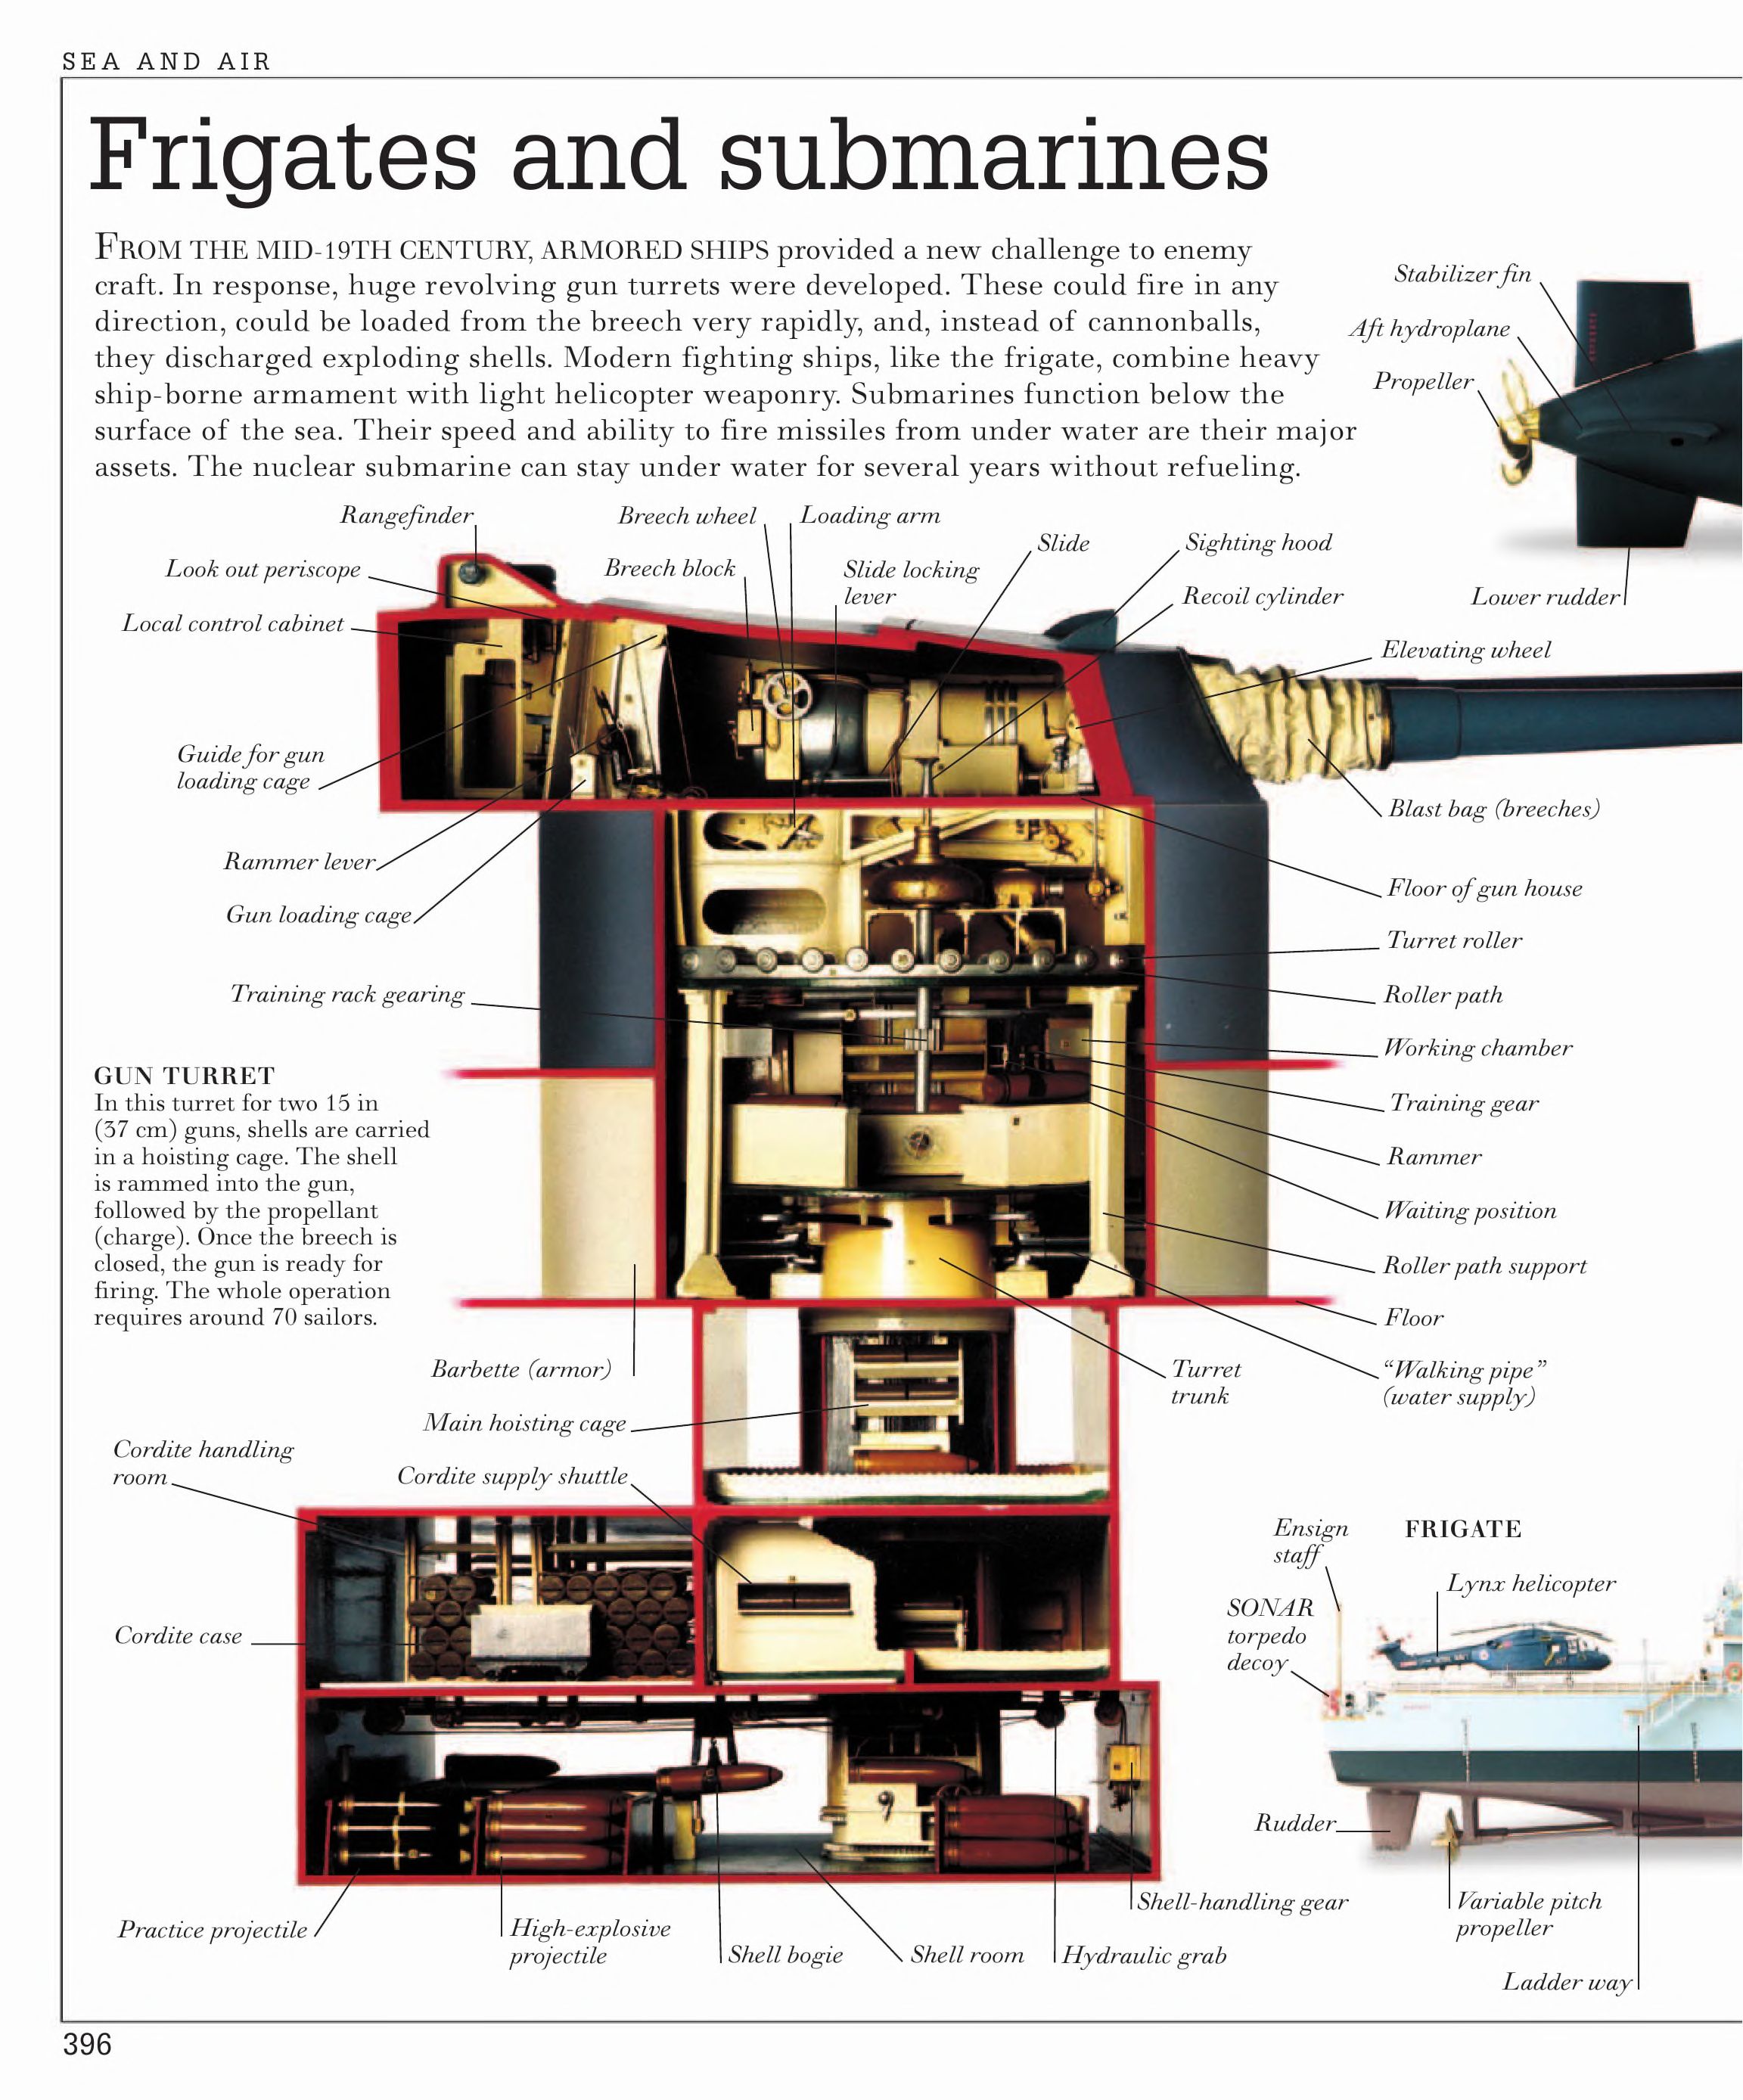 SEA AND AIR
Frigates and submarines
FROM THE MID-19TH CENTURY, ARMORED SHIPS provided a new challenge to enemy
craft. In response, huge revolving gun turrets were developed. These could fire in any
direction, could be loaded from the breech very rapidly, and, instead of cannonballs,
they discharged exploding shells. Modern fighting ships, like the frigate, combine heavy
ship-borne armament with light helicopter weaponry. Submarines function below the
surface of the sea. Their speed and ability to fire missiles from under water are their major
assets. The nuclear submarine can stay under water for several years without refueling.
Stabilizer fin
Aft hydroplane
Propeller
Lower rudder
Rangefinder
Look out periscope
Local control cabinet
Breech wheel
Loading arm
Breech block
Slide locking
lever
Slide
Sighting hood
Recoil cylinder
Elevating wheel
Guide for gun
loading cage
Rammer lever
Gun loading cage
Training rack gearing
Blast bag (breeches)
Floor of gun house
Turret roller
Roller path
Working chamber
Training gear
Rammer
Waiting position
Roller path support
Floor
"Walking pipe"
(water supply)
Turret
trunk
GUN TURRET
In this turret for two 15 in
(37 cm) guns, shells are carried
in a hoisting cage. The shell
is rammed into the gun,
followed by the propellant
(charge). Once the breech is
closed, the gun is ready for
firing. The whole operation
requires around 70 sailors.
Barbette (armor)
Main hoisting cage
Cordite handling
room
Cordite supply shuttle
Cordite case
Practice projectile
High-explosive
projectile
Shell bogie
Shell room
Hydraulic grab
Shell-handling gear
FRIGATE
Ensign
staff
Lynx helicopter
SONAR
torpedo
decoy
Rudder
Variable pitch
propeller
Ladder way
396